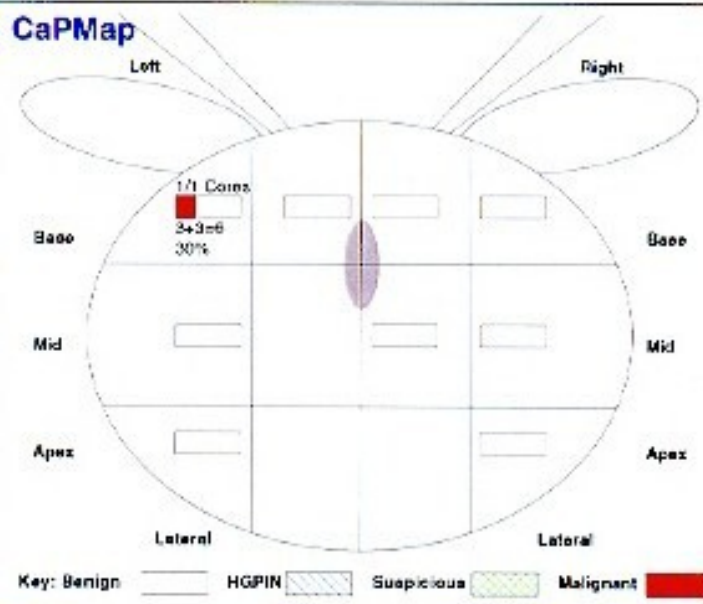 CaPMap
Left Right
1/1 Cores
3+3=6
30%
Base Base
Mid Mid
Apex Apex
Lateral Lateral
Key: Benign HGPIN Suspicious Malignant